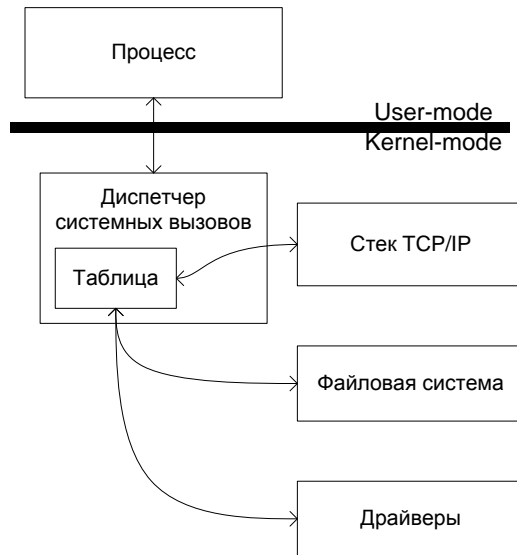 Процесс
User-mode
Kernel-mode
Диспетчер
системных вызовов
Таблица
Стек TCP/IP
Файловая система
Драйверы